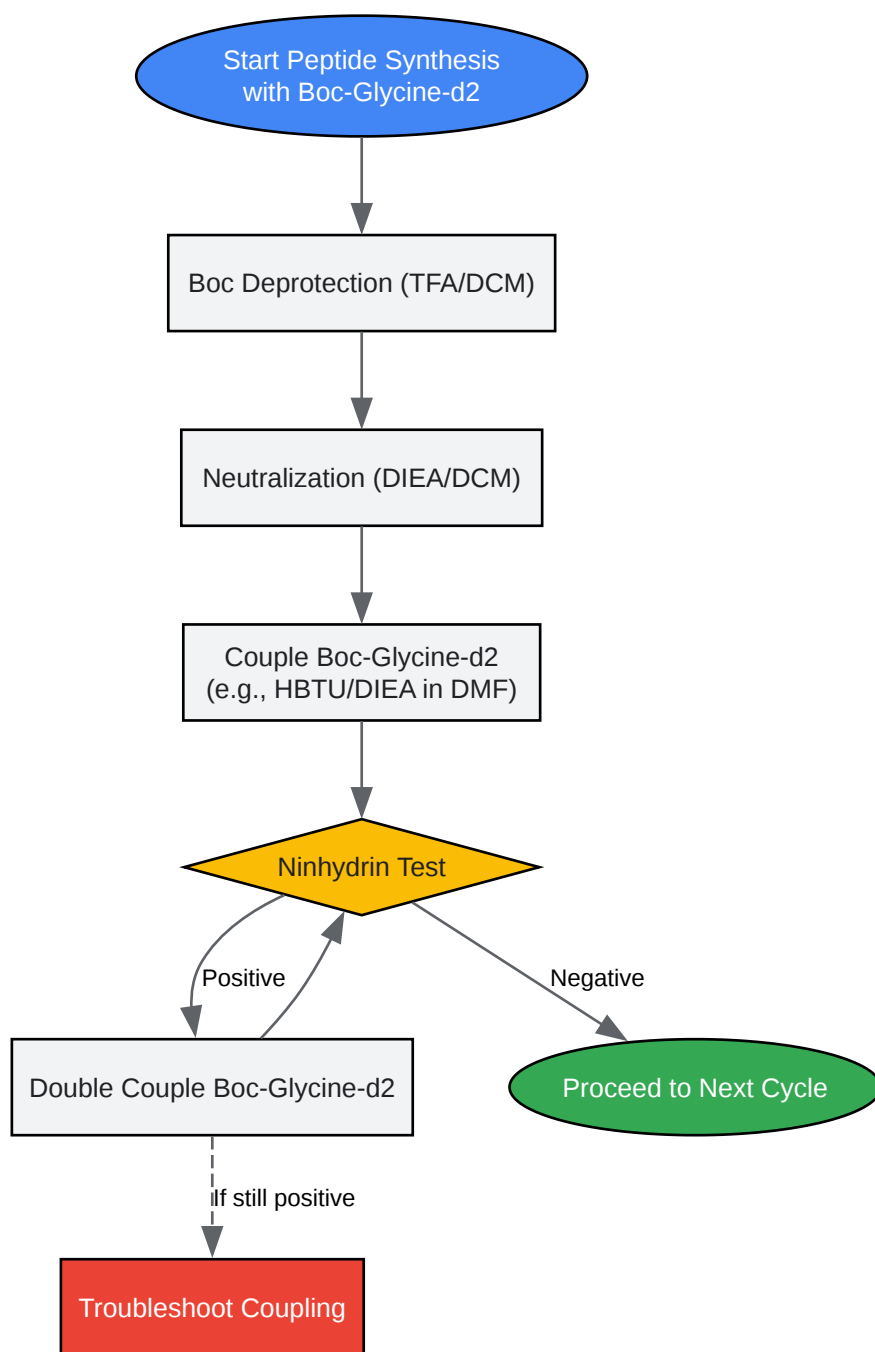 Start Peptide Synthesis
with Boc-Glycine-d2
Boc Deprotection (TFA/DCM)
Neutralization (DIEA/DCM)
Couple Boc-Glycine-d2
(e.g., HBTU/DIEA in DMF)
Ninhydrin Test
Positive
Negative
Double Couple Boc-Glycine-d2
Proceed to Next Cycle
If still positive
Troubleshoot Coupling